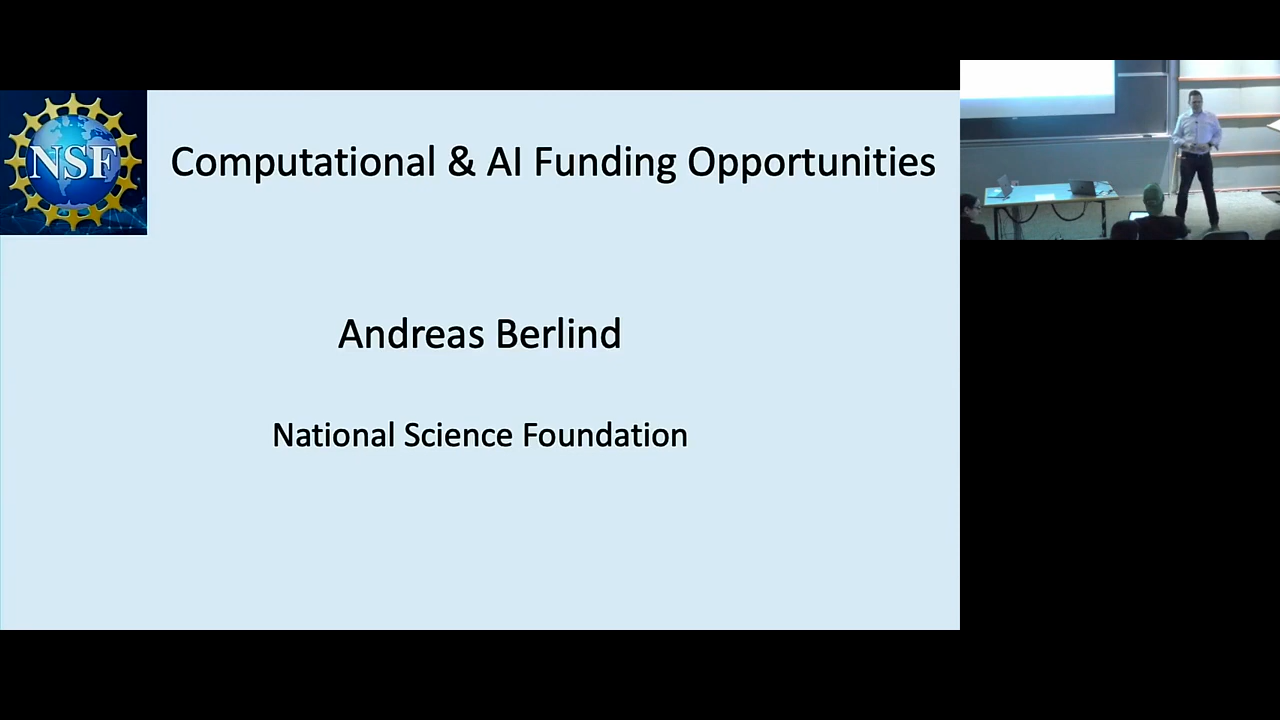 NSF
Computational & AI Funding Opportunities
Andreas Berlind
National Science Foundation